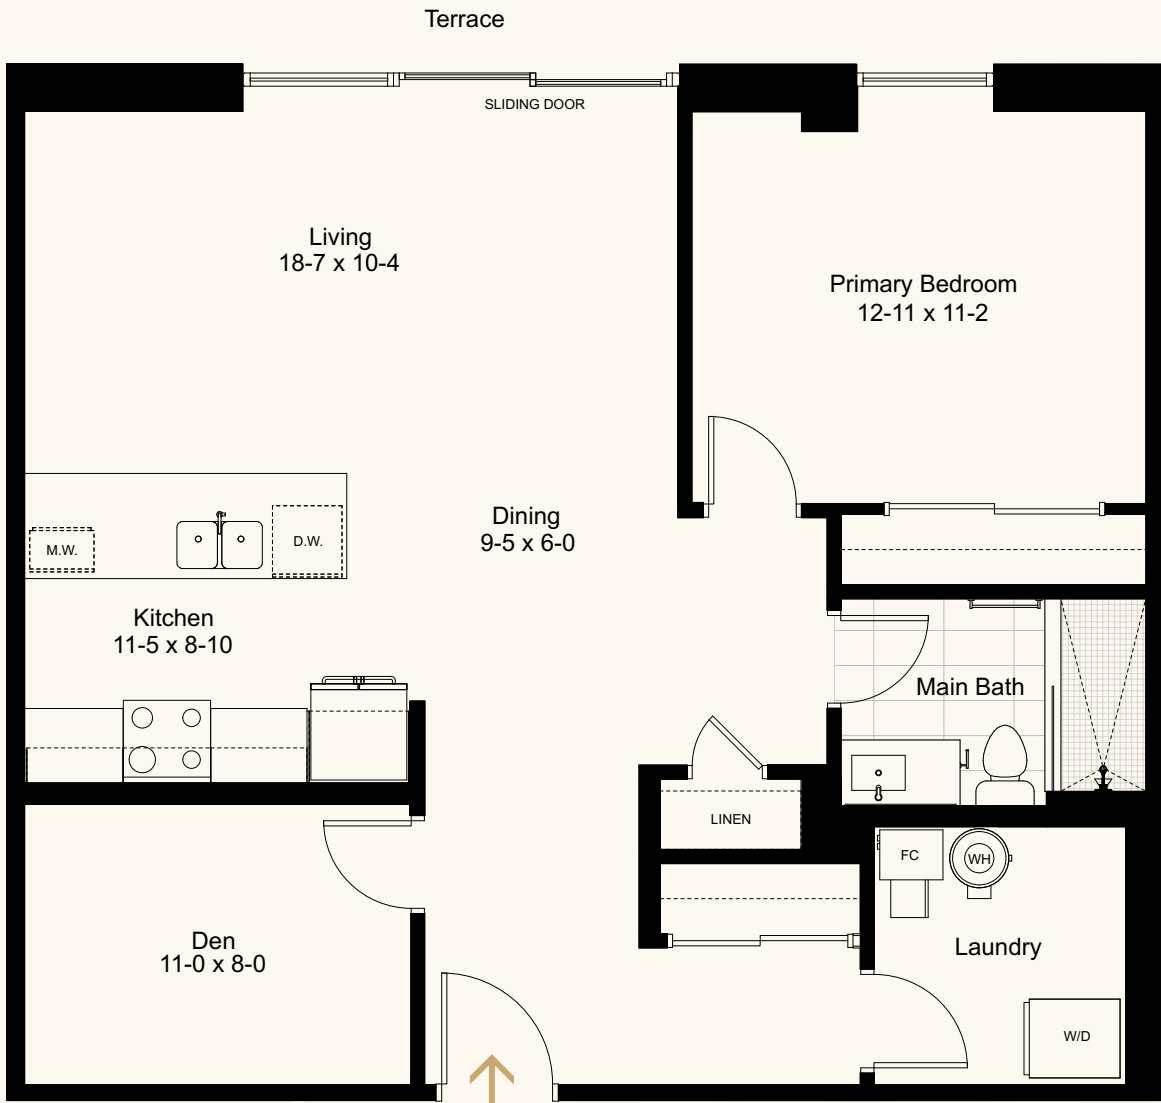 Terrace
SLIDING DOOR
Living
18-7 x 10-4
Primary Bedroom
12-11 x 11-2
Dining
9-5 x 6-0
M.W.
D.W.
Kitchen
11-5 x 8-10
Main Bath
LINEN
FC
WH
Den
11-0 x 8-0
Laundry
W/D